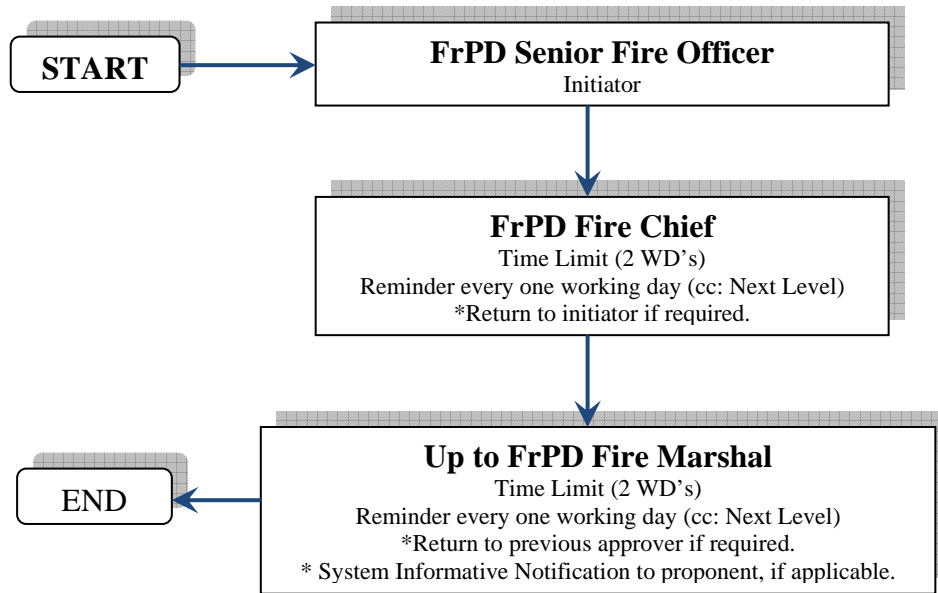 START
FrPD Senior Fire Officer
Initiator
FrPD Fire Chief
Time Limit (2 WD’s)
Reminder every one working day (cc: Next Level)
*Return to initiator if required.
Up to FrPD Fire Marshal
Time Limit (2 WD’s)
Reminder every one working day (cc: Next Level)
*Return to previous approver if required.
* System Informative Notification to proponent, if applicable.
END